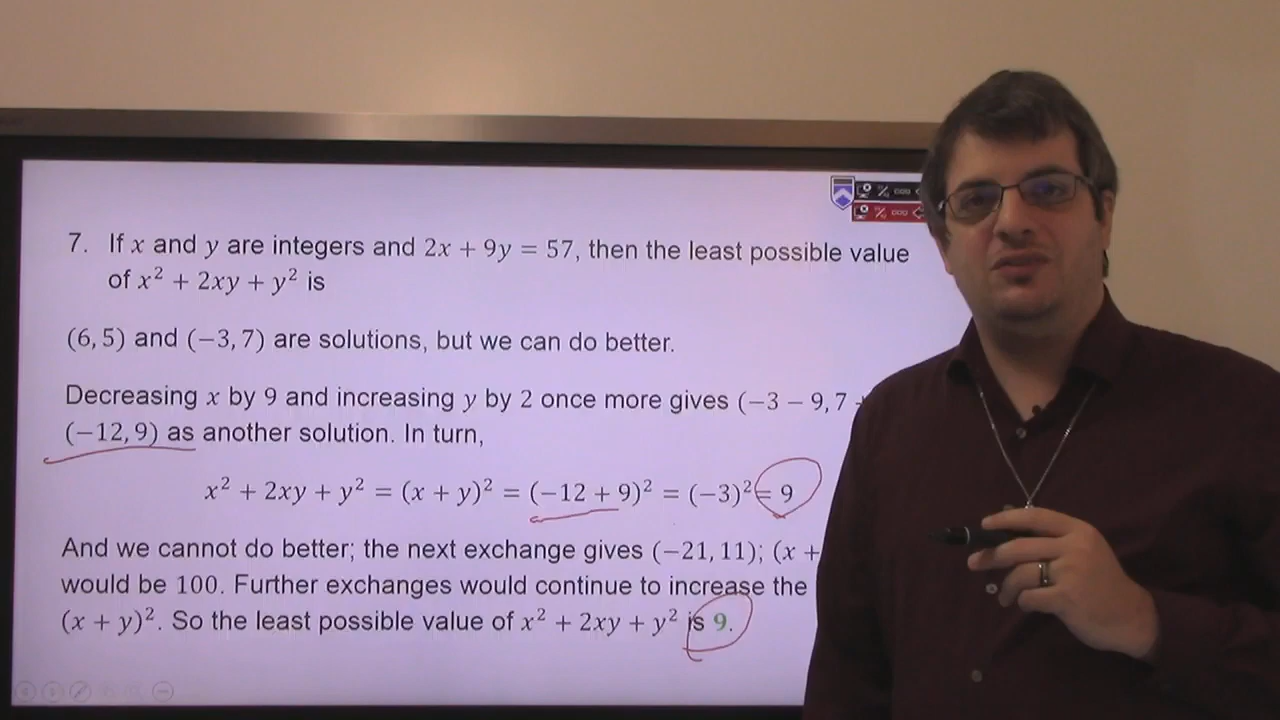 7. If x and y are integers and 2x + 9y = 57, then the least possible value
of x² + 2xy + y² is
(6, 5) and (−3, 7) are solutions, but we can do better.
Decreasing x by 9 and increasing y by 2 once more gives (−3 − 9, 7 +
(−12, 9) as another solution. In turn,
x² + 2xy + y² = (x + y)² = (−12 + 9)² = (−3)² = 9
And we cannot do better; the next exchange gives (−21, 11); (x +
would be 100. Further exchanges would continue to increase the
(x + y)². So the least possible value of x² + 2xy + y² is 9.